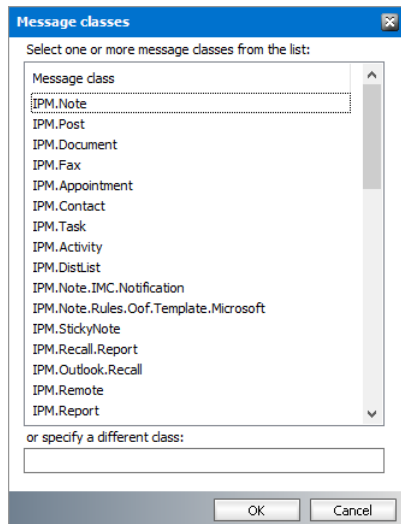 Message classes
Select one or more message classes from the list:
Message class
IPM.Note
IPM.Post
IPM.Document
IPM.Fax
IPM.Appointment
IPM.Contact
IPM.Task
IPM.Activity
IPM.DistList
IPM.Note.IMC.Notification
IPM.Note.Rules.Oof.Template.Microsoft
IPM.StickyNote
IPM.Recall.Report
IPM.Outlook.Recall
IPM.Remote
IPM.Report
or specify a different class:
OK Cancel